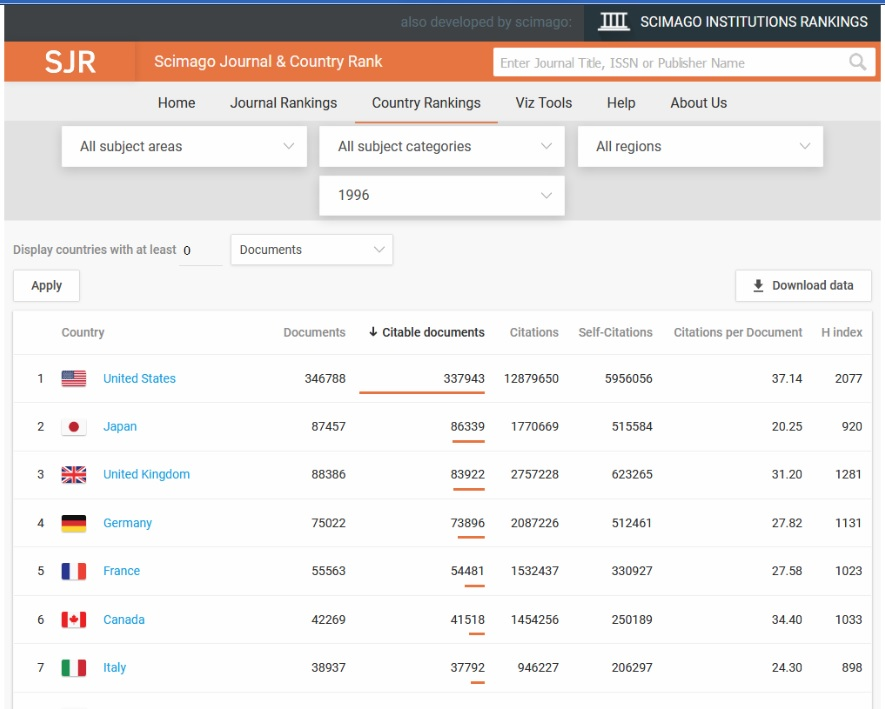 also developed by scimago: SCIMAGO INSTITUTIONS RANKINGS
SJR Scimago Journal & Country Rank Enter Journal Title, ISSN or Publisher Name
Home Journal Rankings Country Rankings Viz Tools Help About Us
All subject areas All subject categories All regions
1996
Display countries with at least 0 Documents
Apply Download data
Country Documents ↓ Citable documents Citations Self-Citations Citations per Document H index
1 United States 346788 337943 12879650 5956056 37.14 2077
2 Japan 87457 86339 1770669 515584 20.25 920
3 United Kingdom 88386 83922 2757228 623265 31.20 1281
4 Germany 75022 73896 2087226 512461 27.82 1131
5 France 55563 54481 1532437 330927 27.58 1023
6 Canada 42269 41518 1454256 250189 34.40 1033
7 Italy 38937 37792 946227 206297 24.30 898